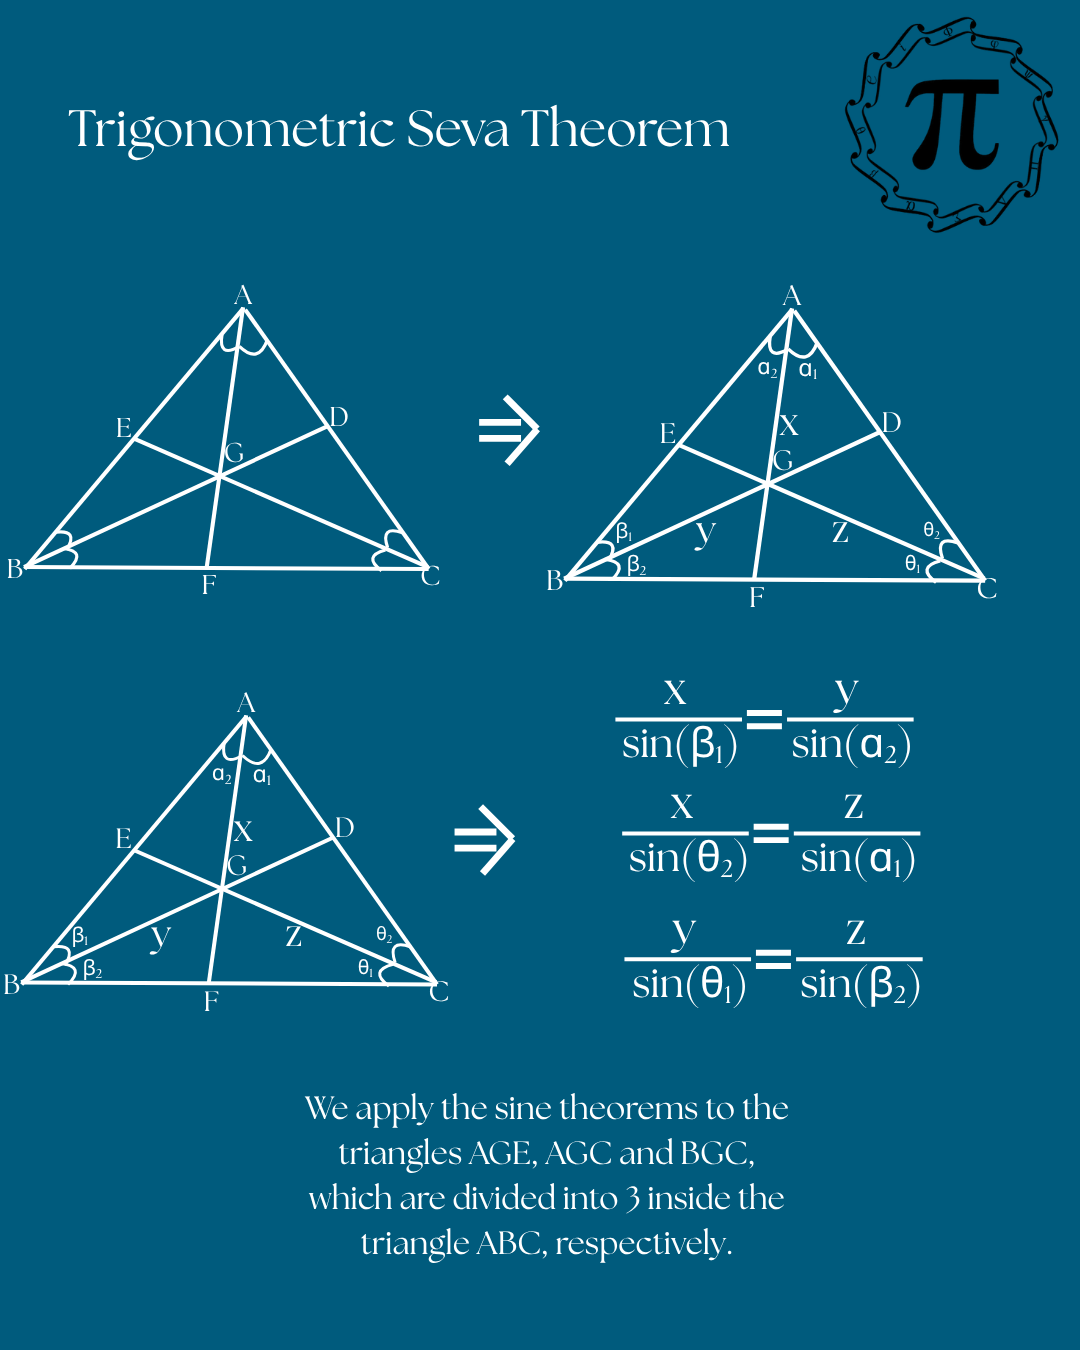 Trigonometric Seva Theorem
π
A
E
D
G
B
F
C
A
α₂ α₁
E
X
D
G
β₁
y
z
θ₂
β₂
θ₁
B
F
C
A
α₂ α₁
E
X
D
G
β₁
y
z
θ₂
β₂
θ₁
B
F
C
x/sin(β₁) = y/sin(α₂)
x/sin(θ₂) = z/sin(α₁)
y/sin(θ₁) = z/sin(β₂)
We apply the sine theorems to the
triangles AGE, AGC and BGC,
which are divided into 3 inside the
triangle ABC, respectively.